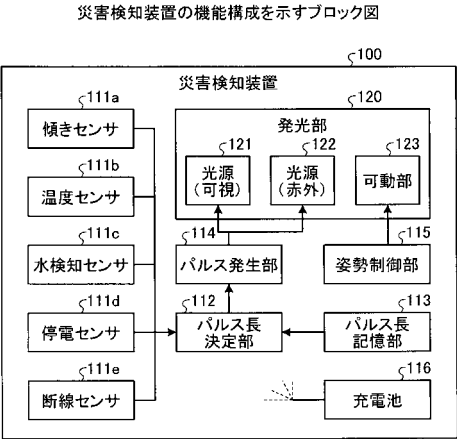 災害検知装置の機能構成を示すブロック図
100
災害検知装置
111a
傾きセンサ
111b
温度センサ
111c
水検知センサ
111d
停電センサ
111e
断線センサ
120
発光部
121
光源
(可視)
122
光源
(赤外)
123
可動部
114
パルス発生部
115
姿勢制御部
112
パルス長
決定部
113
パルス長
記憶部
116
充電池